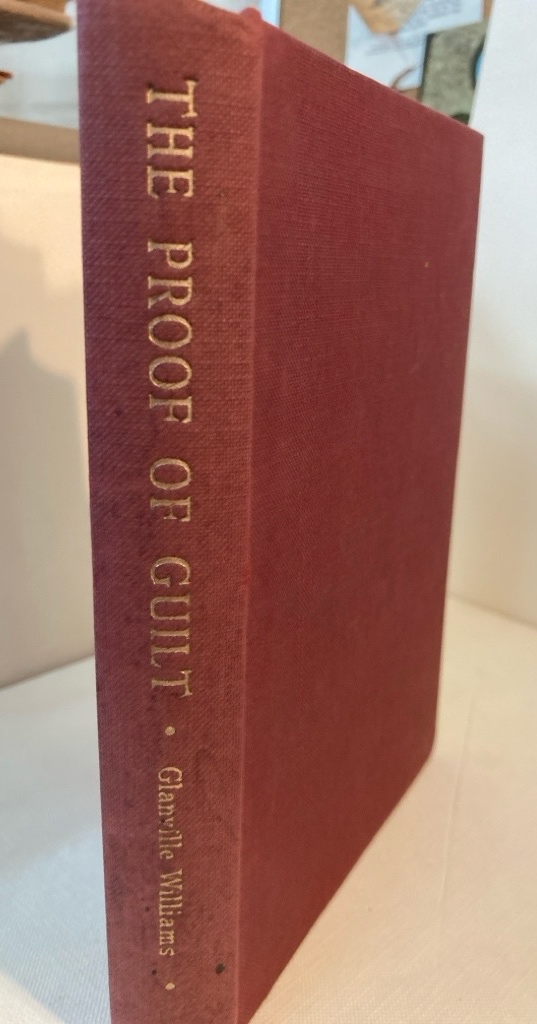 THE PROOF OF GUILT • Glanville Williams •